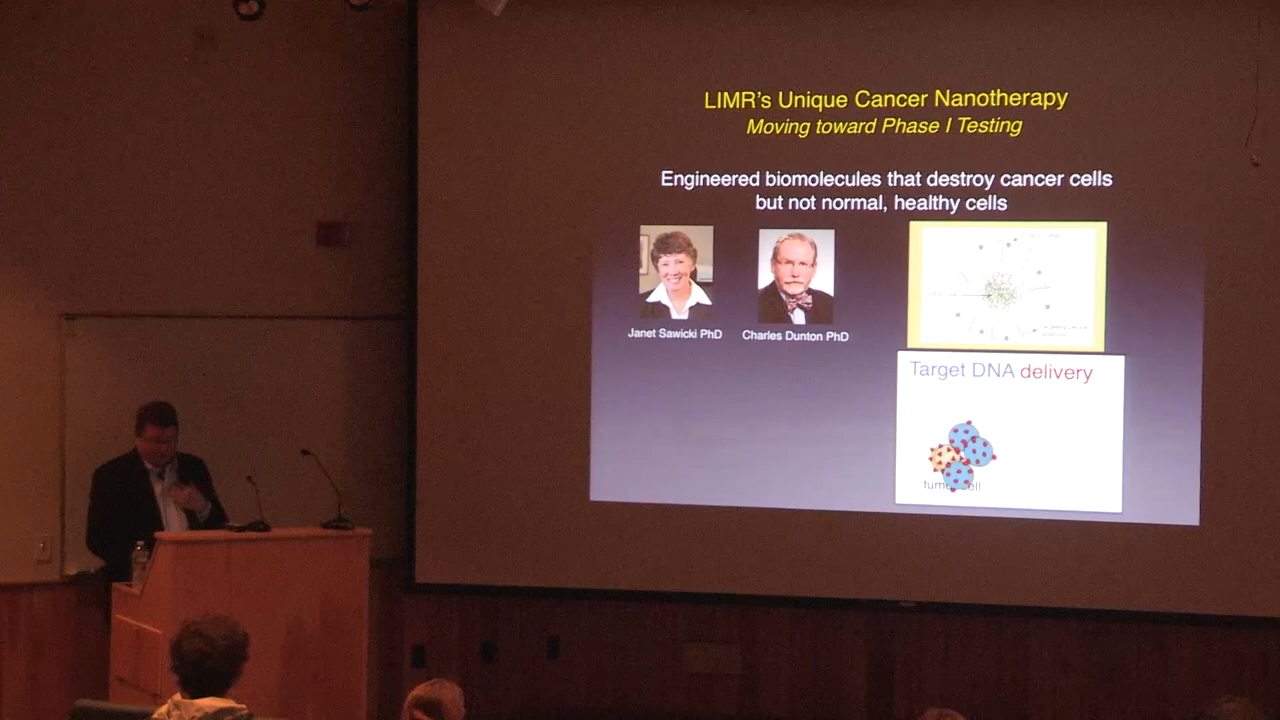 LIMR's Unique Cancer Nanotherapy
Moving toward Phase I Testing
Engineered biomolecules that destroy cancer cells
but not normal, healthy cells
Janet Sawicki PhD
Charles Dunton PhD
Target DNA delivery